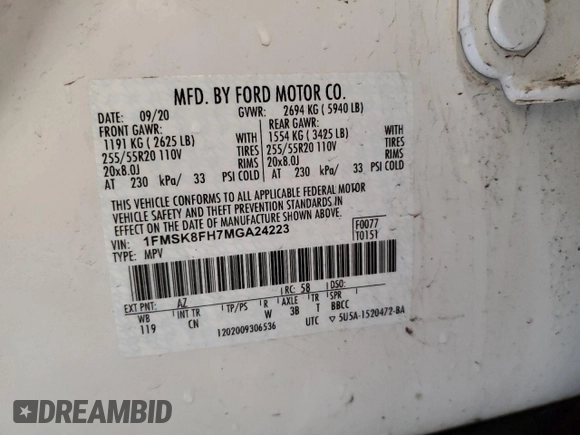 MFD. BY FORD MOTOR CO.
DATE: 09/20 GVWR: 2694 KG ( 5940 LB)
FRONT GAWR: REAR GAWR:
1191 KG ( 2625 LB) WITH 1554 KG ( 3425 LB) WITH
255/55R20 110V TIRES 255/55R20 110V TIRES
20x8.0J RIMS 20x8.0J RIMS
AT 230 kPa/ 33 PSI COLD AT 230 kPa/ 33 PSI COLD
THIS VEHICLE CONFORMS TO ALL APPLICABLE FEDERAL MOTOR
VEHICLE SAFETY AND THEFT PREVENTION STANDARDS IN
EFFECT ON THE DATE OF MANUFACTURE SHOWN ABOVE.
VIN: 1FMSK8FH7MGA24223 F0077
TYPE: MPV T0151
RC: 58 DSO:
EXT PNT: AZ
WB INT TR TP/PS R AXLE TR SPR
119 CN W 3B T BBCC
1202009306536 UTC ▽ 5U5A-1520472-BA
DREAMBID